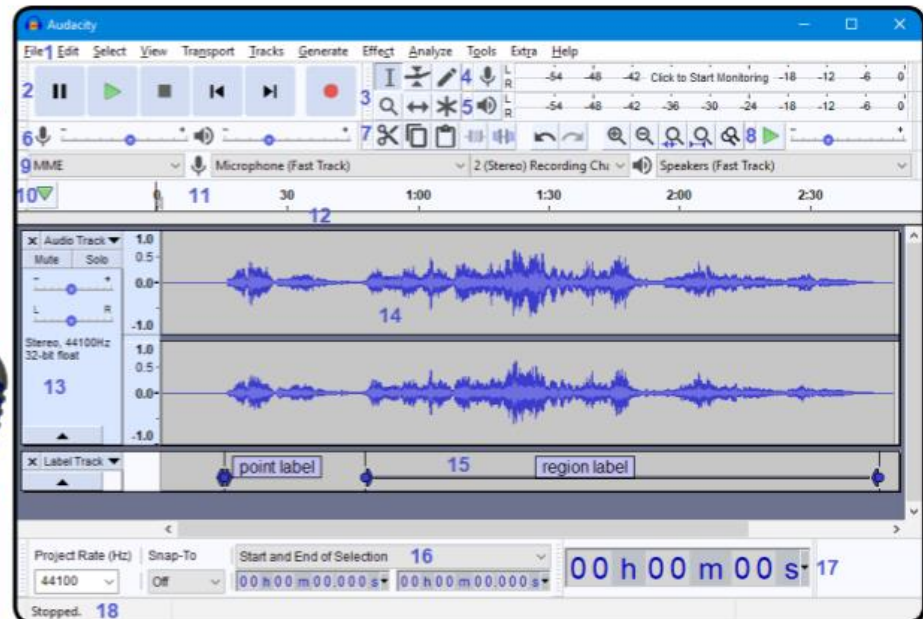 Audacity
File 1 Edit Select View Transport Tracks Generate Effect Analyze Tools Extra Help
2 3 4 L R -54 -48 -42 Click to Start Monitoring -18 -12 -6 0
5 L R -54 -48 -42 -36 -30 -24 -18 -12 -6 0
6 - + - + 7 8 -
9 MME Microphone (Fast Track) 2 (Stereo) Recording Cha Speakers (Fast Track)
10 0 11 30 1:00 1:30 2:00 2:30
12
x Audio Track 1.0
Mute Solo 0.5
- + 0.0
14
L R -1.0
Stereo, 44100Hz 1.0
32-bit float 0.5
13 0.0
-1.0
x Label Track point label 15 region label
Project Rate (Hz) Snap-To Start and End of Selection 16
44100 Off 00 h 00 m 00.000 s 00 h 00 m 00.000 s 00 h 00 m 00 s 17
Stopped. 18